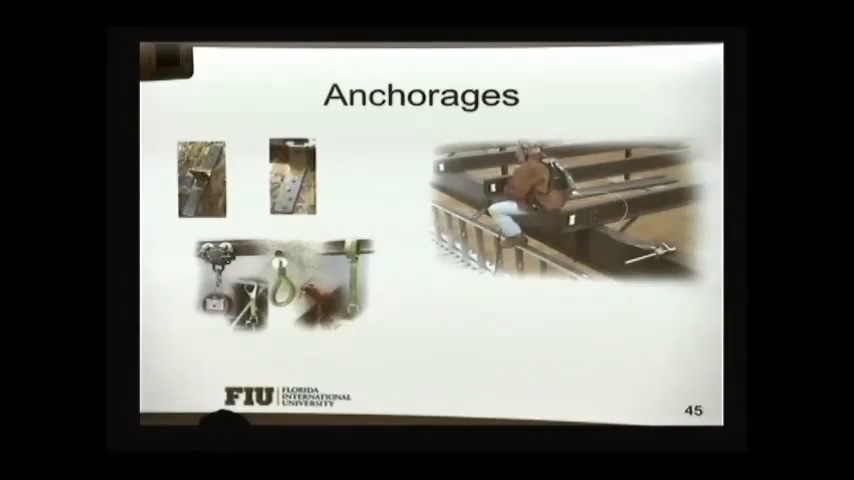 Anchorages
FIU
FLORIDA
INTERNATIONAL
UNIVERSITY
45